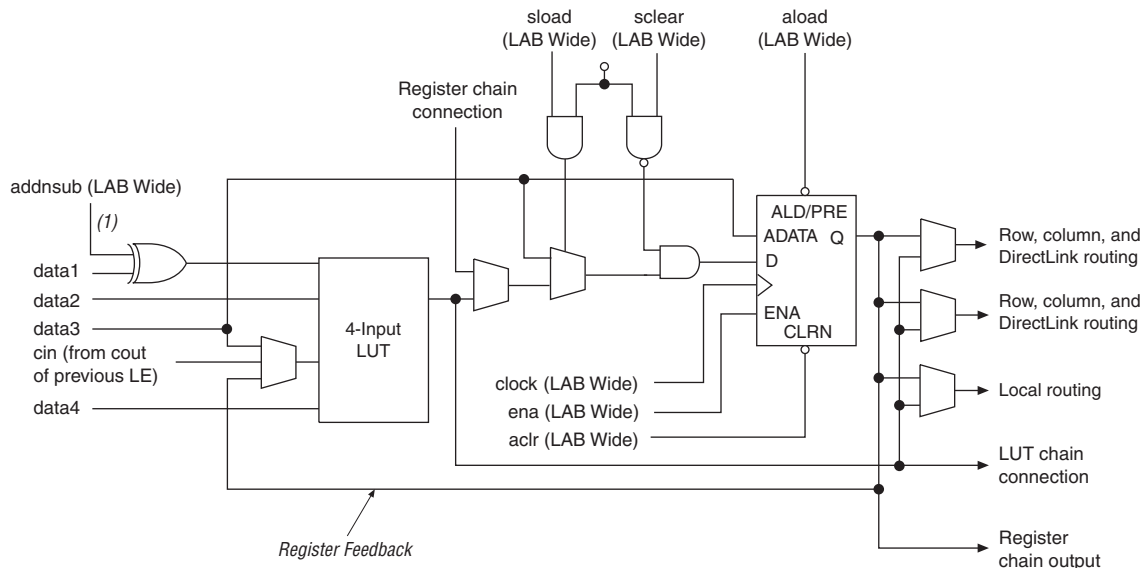 sload
(LAB Wide)
sclear
(LAB Wide)
aload
(LAB Wide)
Register chain
connection
addnsub (LAB Wide)
(1)
data1
data2
data3
cin (from cout
of previous LE)
data4
4-Input
LUT
ALD/PRE
ADATA Q
D
ENA
CLRN
clock (LAB Wide)
ena (LAB Wide)
aclr (LAB Wide)
Row, column, and
DirectLink routing
Row, column, and
DirectLink routing
Local routing
LUT chain
connection
Register
chain output
Register Feedback